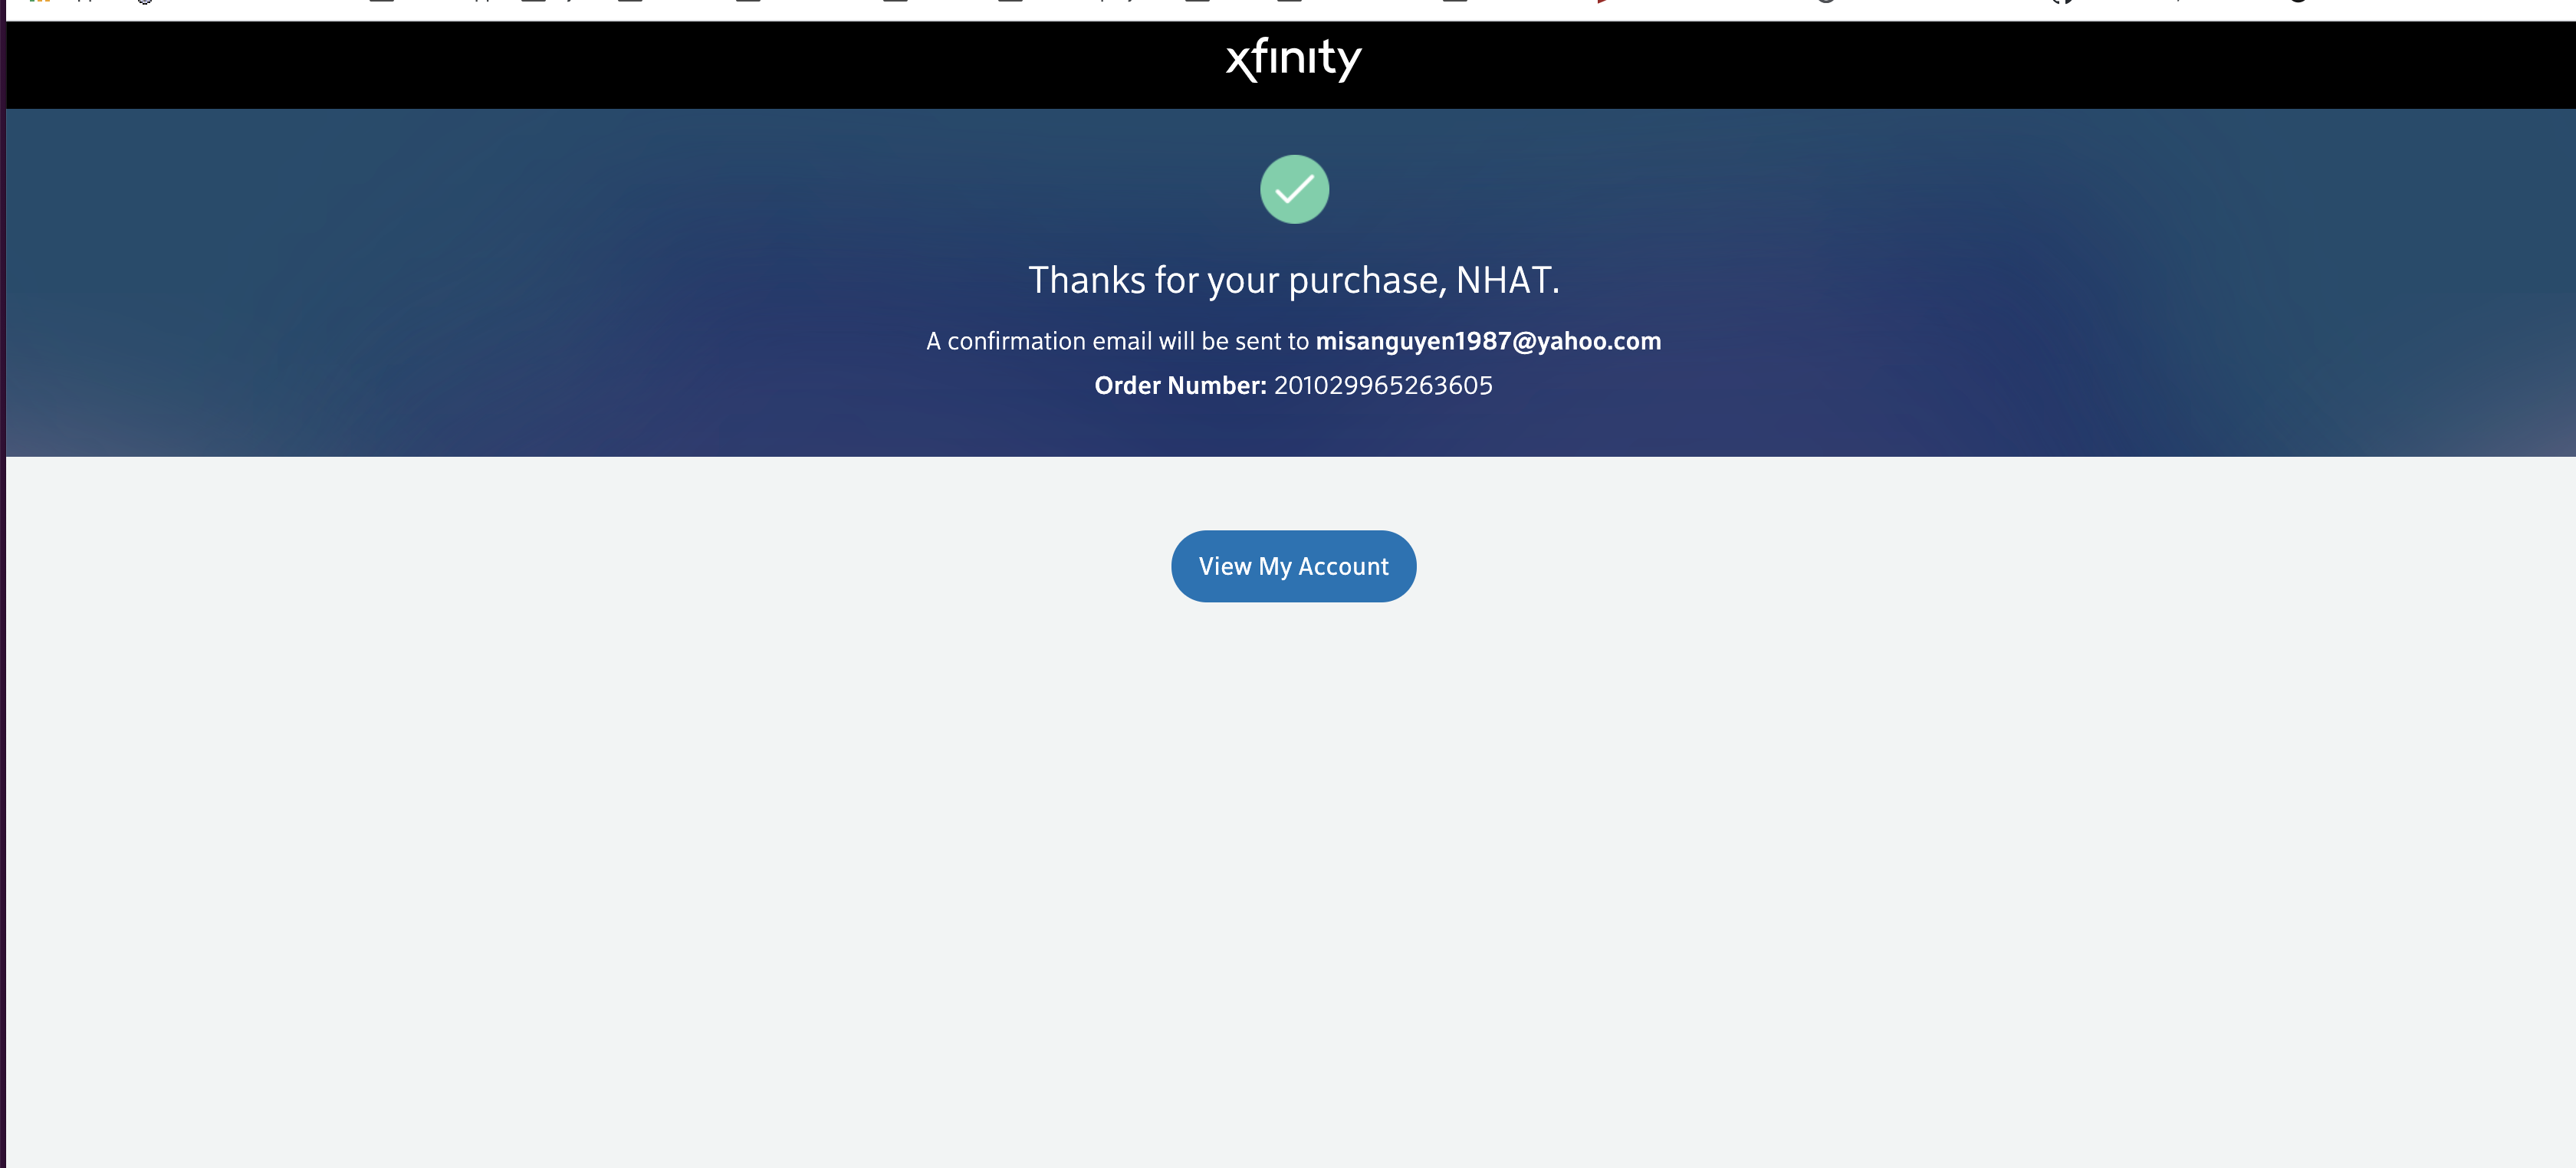 xfinity
Thanks for your purchase, NHAT.
A confirmation email will be sent to misanguyen1987@yahoo.com
Order Number: 201029965263605
View My Account